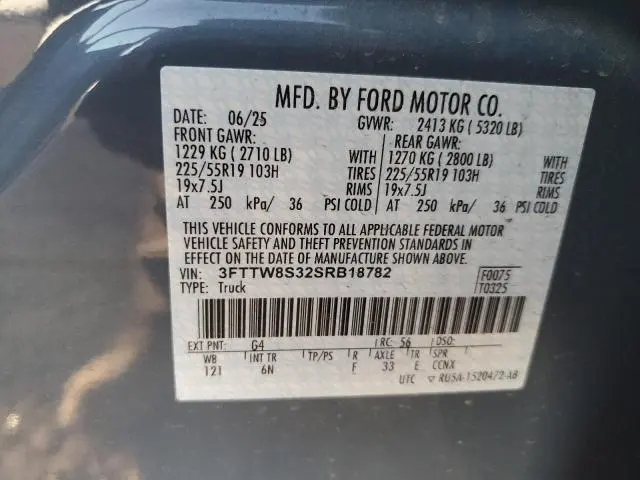 MFD. BY FORD MOTOR CO.
DATE: 06/25 GVWR: 2413 KG ( 5320 LB)
FRONT GAWR: REAR GAWR:
1229 KG ( 2710 LB) 1270 KG ( 2800 LB)
225/55R19 103H TIRES 225/55R19 103H TIRES
19x7.5J RIMS 19x7.5J RIMS
AT 250 kPa/ 36 PSI COLD AT 250 kPa/ 36 PSI COLD
THIS VEHICLE CONFORMS TO ALL APPLICABLE FEDERAL MOTOR
VEHICLE SAFETY AND THEFT PREVENTION STANDARDS IN
EFFECT ON THE DATE OF MANUFACTURE SHOWN ABOVE.
VIN: 3FTTW8S32SRB18782 F0075
TYPE: Truck T0325
EXT PNT: G4 RC: 56 DSO:
WB INT TR TP/PS R AXLE TR SPR
121 6N F 33 E CCNX
UTC ▽ RU5A-1520472-AB